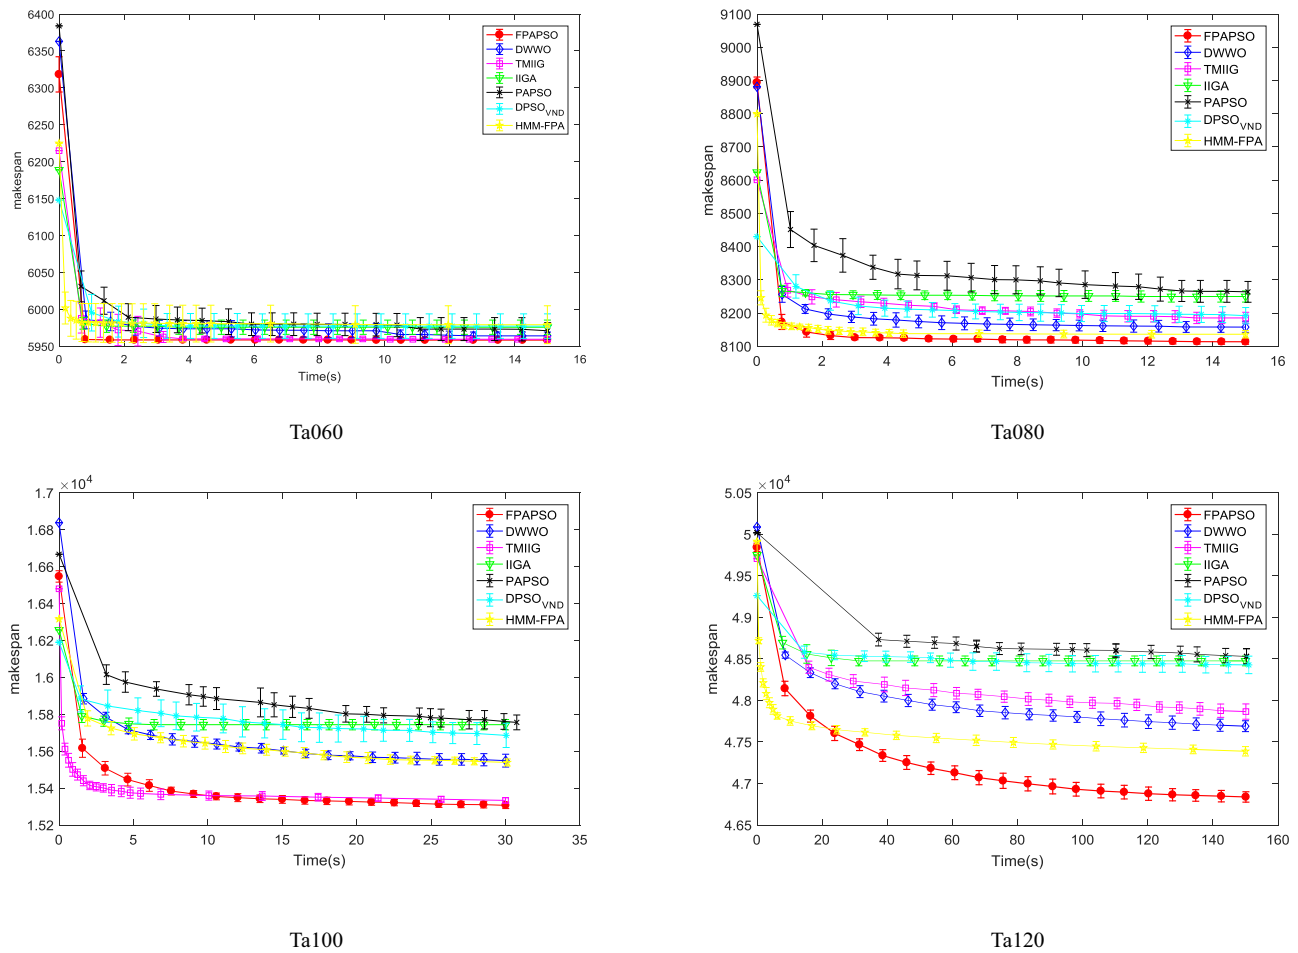 6400
6350
6300
6250
6200
6150
6100
6050
6000
5950
makespan
0 2 4 6 8 10 12 14 16
Time(s)
FPAPSO
DWWO
TMIIG
IIGA
PAPSO
DPSO_VND
HMM-FPA
Ta060
9100
9000
8900
8800
8700
8600
8500
8400
8300
8200
8100
makespan
0 2 4 6 8 10 12 14 16
Time(s)
FPAPSO
DWWO
TMIIG
IIGA
PAPSO
DPSO_VND
HMM-FPA
Ta080
×10^4
1.7
1.68
1.66
1.64
1.62
1.6
1.58
1.56
1.54
1.52
makespan
0 5 10 15 20 25 30 35
Time(s)
FPAPSO
DWWO
TMIIG
IIGA
PAPSO
DPSO_VND
HMM-FPA
Ta100
×10^4
5.05
5
4.95
4.9
4.85
4.8
4.75
4.7
4.65
makespan
0 20 40 60 80 100 120 140 160
Time(s)
FPAPSO
DWWO
TMIIG
IIGA
PAPSO
DPSO_VND
HMM-FPA
Ta120